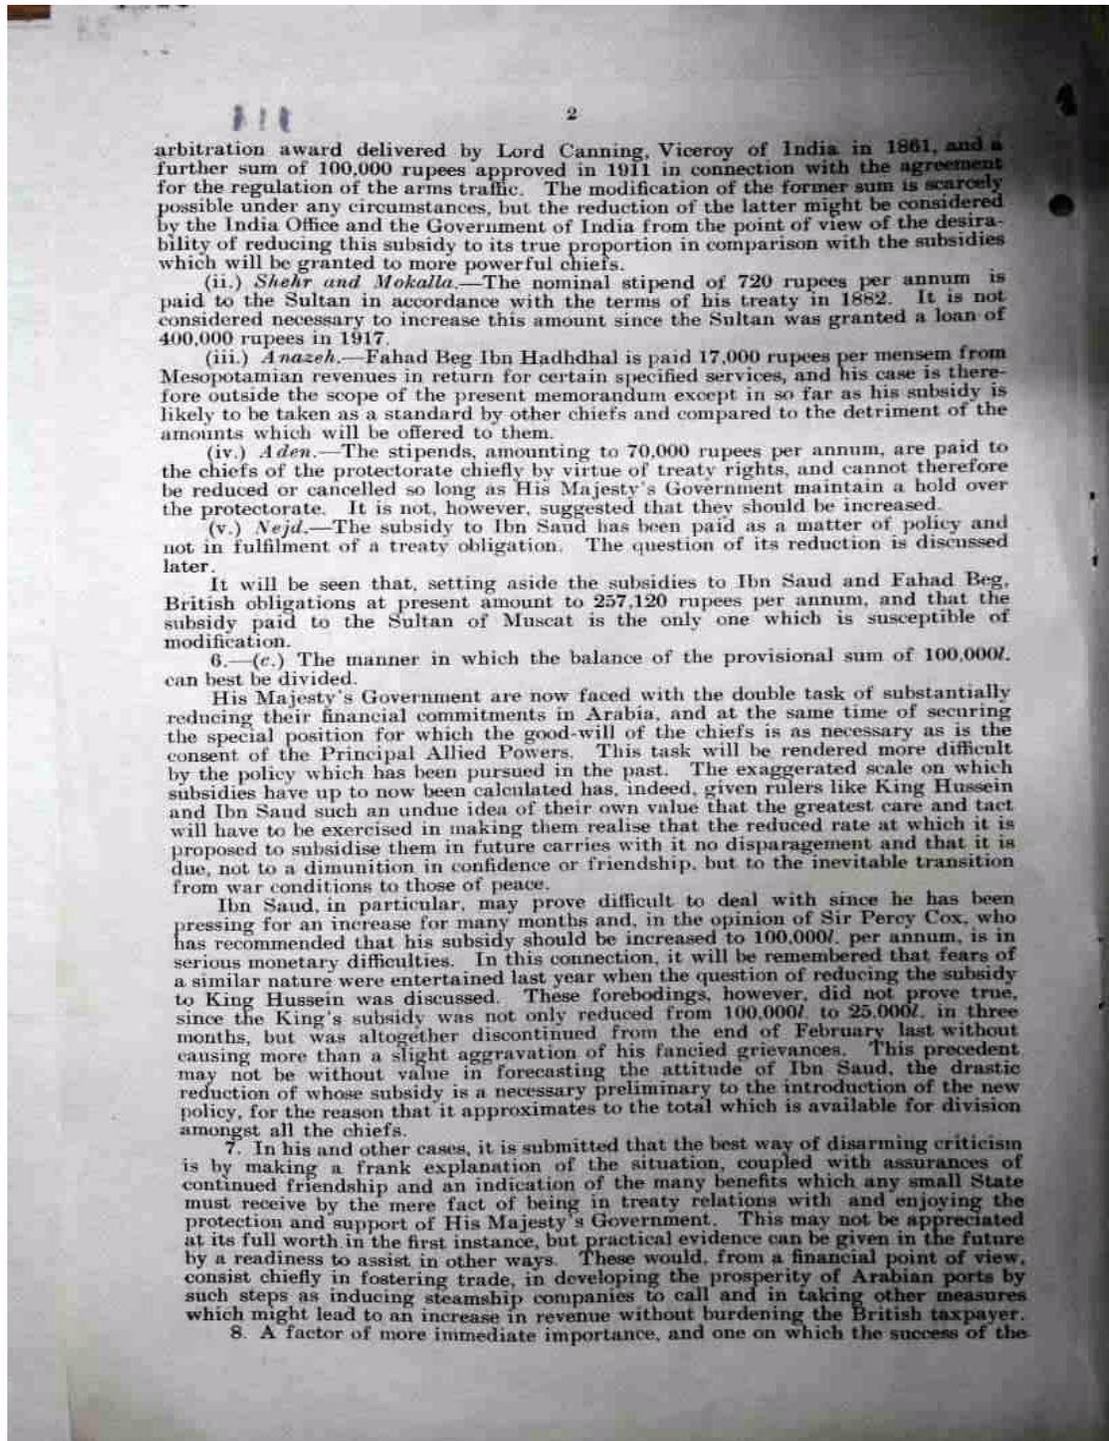 2
arbitration award delivered by Lord Canning, Viceroy of India in 1861, and a
further sum of 100,000 rupees approved in 1911 in connection with the agreement
for the regulation of the arms traffic. The modification of the former sum is scarcely
possible under any circumstances, but the reduction of the latter might be considered
by the India Office and the Government of India from the point of view of the desira-
bility of reducing this subsidy to its true proportion in comparison with the subsidies
which will be granted to more powerful chiefs.
(ii.) Shehr and Mokalla.—The nominal stipend of 720 rupees per annum is
paid to the Sultan in accordance with the terms of his treaty in 1882. It is not
considered necessary to increase this amount since the Sultan was granted a loan of
400,000 rupees in 1917.
(iii.) Anazeh.—Fahad Beg Ibn Hadhdhal is paid 17,000 rupees per mensem from
Mesopotamian revenues in return for certain specified services, and his case is there-
fore outside the scope of the present memorandum except in so far as his subsidy is
likely to be taken as a standard by other chiefs and compared to the detriment of the
amounts which will be offered to them.
(iv.) Aden.—The stipends, amounting to 70,000 rupees per annum, are paid to
the chiefs of the protectorate chiefly by virtue of treaty rights, and cannot therefore
be reduced or cancelled so long as His Majesty's Government maintain a hold over
the protectorate. It is not, however, suggested that they should be increased.
(v.) Nejd.—The subsidy to Ibn Saud has been paid as a matter of policy and
not in fulfilment of a treaty obligation. The question of its reduction is discussed
later.
It will be seen that, setting aside the subsidies to Ibn Saud and Fahad Beg,
British obligations at present amount to 257,120 rupees per annum, and that the
subsidy paid to the Sultan of Muscat is the only one which is susceptible of
modification.
6.—(c.) The manner in which the balance of the provisional sum of 100,000l.
can best be divided.
His Majesty's Government are now faced with the double task of substantially
reducing their financial commitments in Arabia, and at the same time of securing
the special position for which the good-will of the chiefs is as necessary as is the
consent of the Principal Allied Powers. This task will be rendered more difficult
by the policy which has been pursued in the past. The exaggerated scale on which
subsidies have up to now been calculated has, indeed, given rulers like King Hussein
and Ibn Saud such an undue idea of their own value that the greatest care and tact
will have to be exercised in making them realise that the reduced rate at which it is
proposed to subsidise them in future carries with it no disparagement and that it is
due, not to a dimunition in confidence or friendship, but to the inevitable transition
from war conditions to those of peace.
Ibn Saud, in particular, may prove difficult to deal with since he has been
pressing for an increase for many months and, in the opinion of Sir Percy Cox, who
has recommended that his subsidy should be increased to 100,000l. per annum, is in
serious monetary difficulties. In this connection, it will be remembered that fears of
a similar nature were entertained last year when the question of reducing the subsidy
to King Hussein was discussed. These forebodings, however, did not prove true,
since the King's subsidy was not only reduced from 100,000l. to 25,000l. in three
months, but was altogether discontinued from the end of February last without
causing more than a slight aggravation of his fancied grievances. This precedent
may not be without value in forecasting the attitude of Ibn Saud, the drastic
reduction of whose subsidy is a necessary preliminary to the introduction of the new
policy, for the reason that it approximates to the total which is available for division
amongst all the chiefs.
7. In his and other cases, it is submitted that the best way of disarming criticism
is by making a frank explanation of the situation, coupled with assurances of
continued friendship and an indication of the many benefits which any small State
must receive by the mere fact of being in treaty relations with and enjoying the
protection and support of His Majesty's Government. This may not be appreciated
at its full worth in the first instance, but practical evidence can be given in the future
by a readiness to assist in other ways. These would, from a financial point of view,
consist chiefly in fostering trade, in developing the prosperity of Arabian ports by
such steps as inducing steamship companies to call and in taking other measures
which might lead to an increase in revenue without burdening the British taxpayer.
8. A factor of more immediate importance, and one on which the success of the